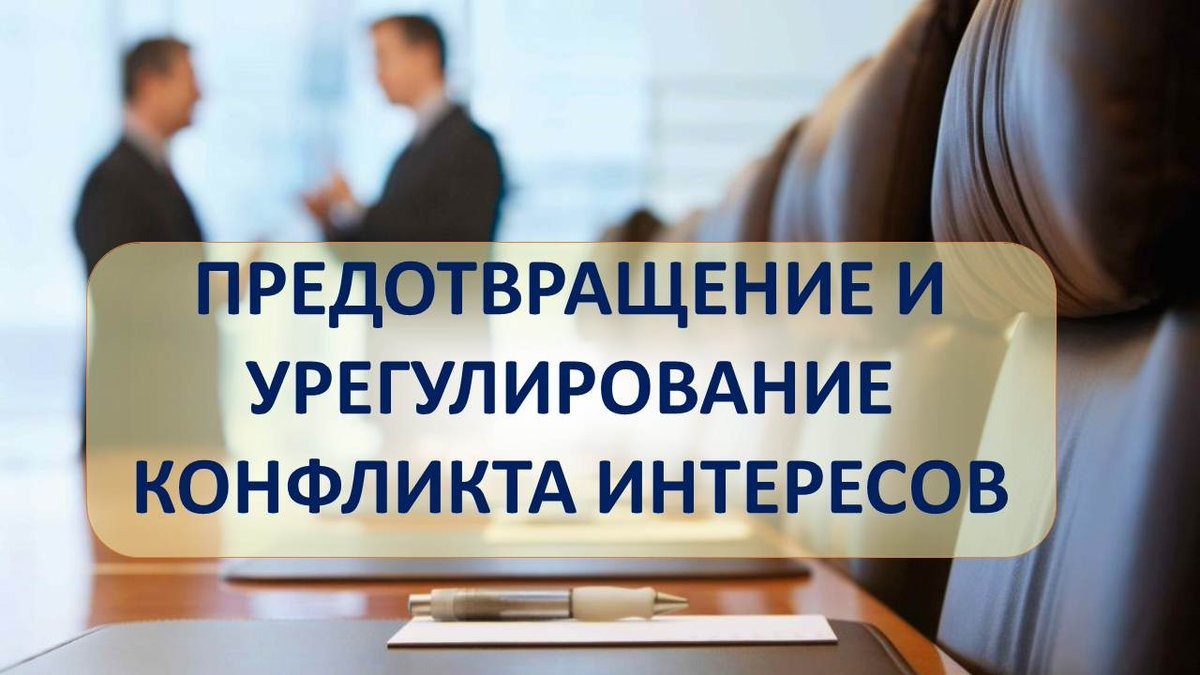 ПРЕДОТВРАЩЕНИЕ И
УРЕГУЛИРОВАНИЕ
КОНФЛИКТА ИНТЕРЕСОВ